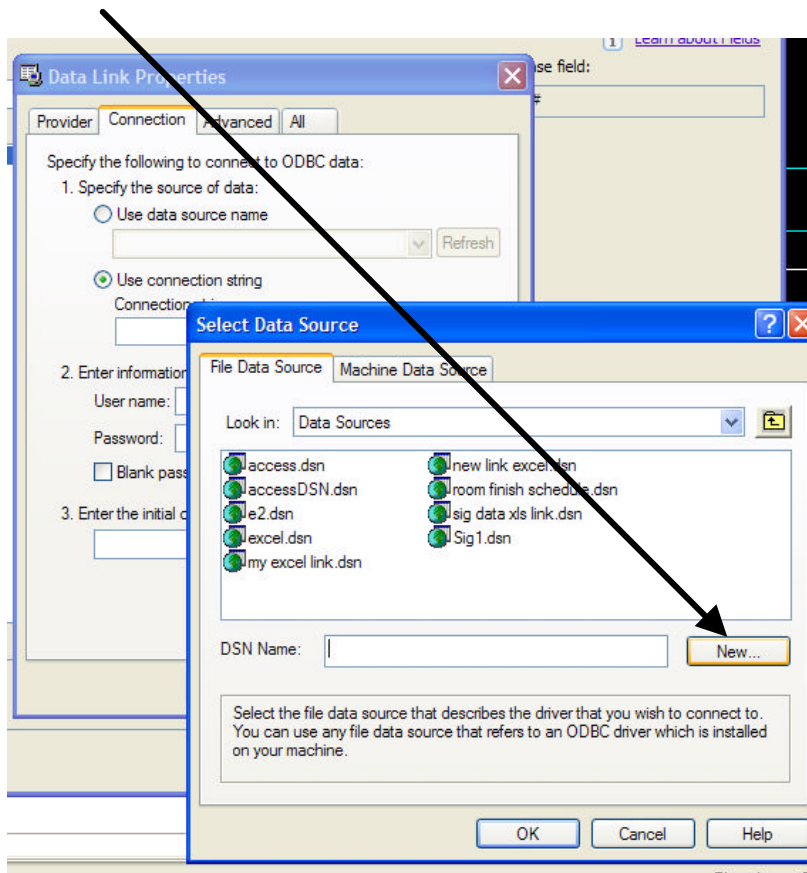 Learn about Fields
Data Link Properties
se field:
#
Provider Connection Advanced All
Specify the following to connect to ODBC data:
1. Specify the source of data:
Use data source name
Refresh
Use connection string
Connection
2. Enter information
User name:
Password:
Blank pass
3. Enter the initial c
Select Data Source
File Data Source Machine Data Source
Look in: Data Sources
access.dsn new link excel.dsn
accessDSN.dsn room finish schedule.dsn
e2.dsn sig data xls link.dsn
excel.dsn Sig1.dsn
my excel link.dsn
DSN Name: New...
Select the file data source that describes the driver that you wish to connect to.
You can use any file data source that refers to an ODBC driver which is installed
on your machine.
OK Cancel Help